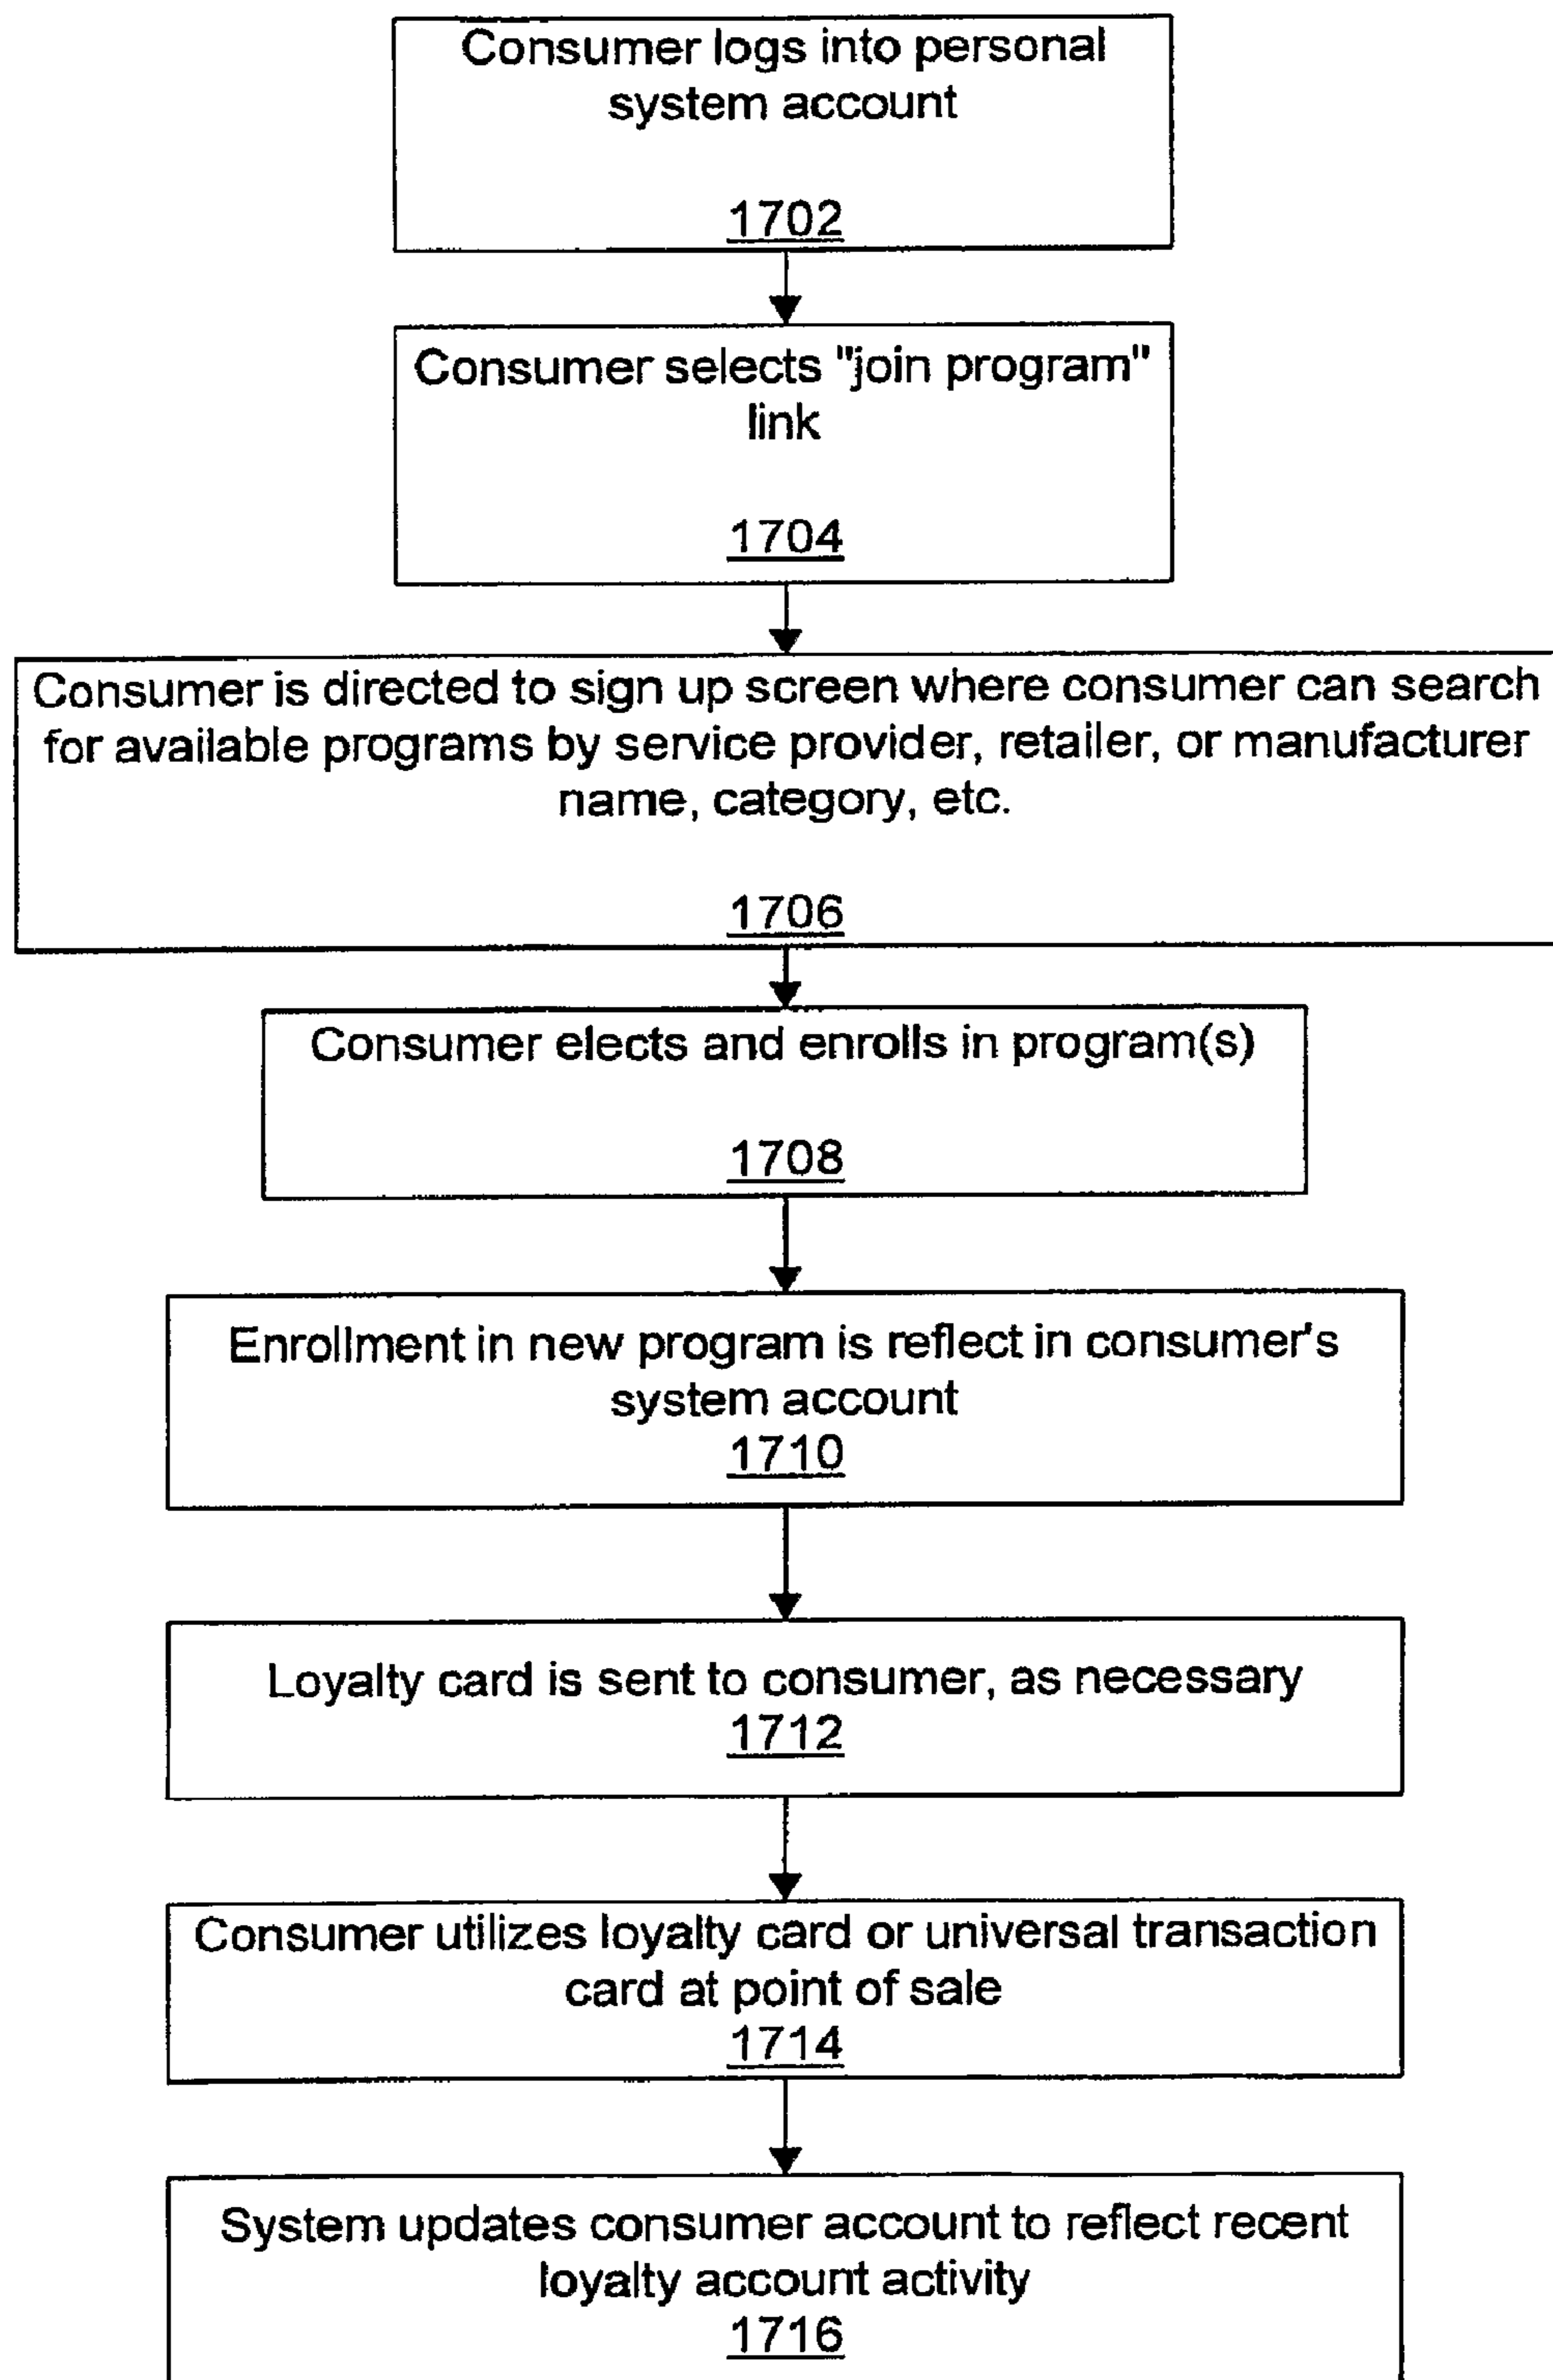 Consumer logs into personal
system account
1702
Consumer selects "join program"
link
1704
Consumer is directed to sign up screen where consumer can search
for available programs by service provider, retailer, or manufacturer
name, category, etc.
1706
Consumer elects and enrolls in program(s)
1708
Enrollment in new program is reflect in consumer's
system account
1710
Loyalty card is sent to consumer, as necessary
1712
Consumer utilizes loyalty card or universal transaction
card at point of sale
1714
System updates consumer account to reflect recent
loyalty account activity
1716